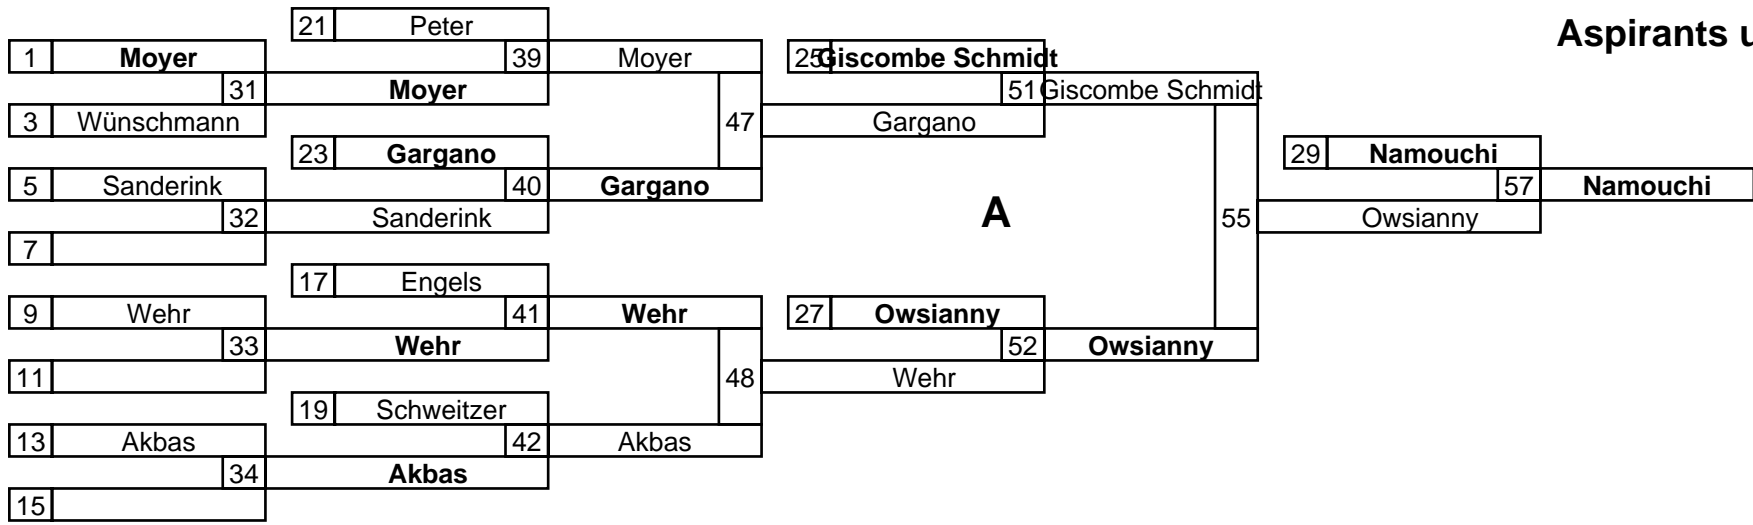 21 Peter
Aspirants u
1 Moyer 39 Moyer 25 Giscombe Schmidt
31 Moyer 51 Giscombe Schmidt
3 Wünschmann 47 Gargano
23 Gargano 29 Namouchi
5 Sanderink 40 Gargano 57 Namouchi
32 Sanderink A 55 Owsianny
7
17 Engels
9 Wehr 41 Wehr 27 Owsianny
33 Wehr 52 Owsianny
11 48 Wehr
19 Schweitzer
13 Akbas 42 Akbas
34 Akbas
15